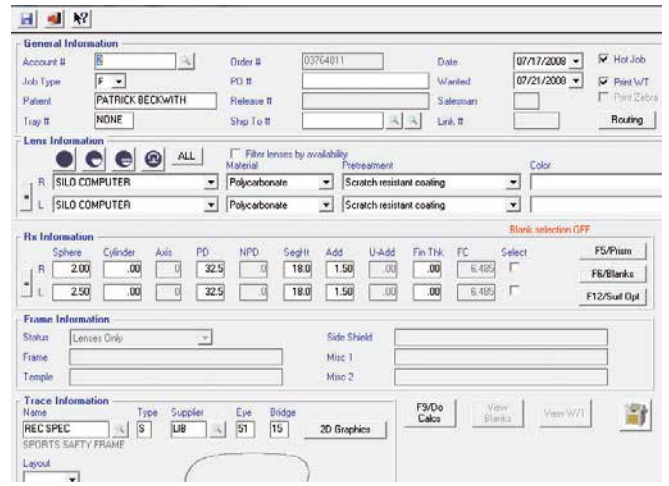 General Information
Account # 6 Order # 03764811 Date 07/17/2008 Hot Job
Job Type F PO # Wanted 07/21/2008 Print WT
Patient PATRICK BECKWITH Release # Salesman Print Zebra
Tray # NONE Ship To # Link # Routing
Lens Information
ALL Filter lenses by availability
Material Pretreatment Color
R SILO COMPUTER Polycarbonate Scratch resistant coating
L SILO COMPUTER Polycarbonate Scratch resistant coating
Blank selection OFF
Rx Information
Sphere Cylinder Axis PD NPD SegHt Add U-Add Fin Thk. FC Select F5/Prism
R 2.00 .00 0 32.5 .0 18.0 1.50 .00 .00 6.485 F6/Blanks
L 2.50 .00 0 32.5 .0 18.0 1.50 .00 .00 6.485 F12/Surf Opt
Frame Information
Status Lenses Only Side Shield
Frame Misc 1
Temple Misc 2
Trace Information
Name Type Supplier Eye Bridge F9/Do Calcs View Blanks View W/T
REC SPEC S LIB 51 15 2D Graphics
SPORTS SAFTY FRAME
Layout